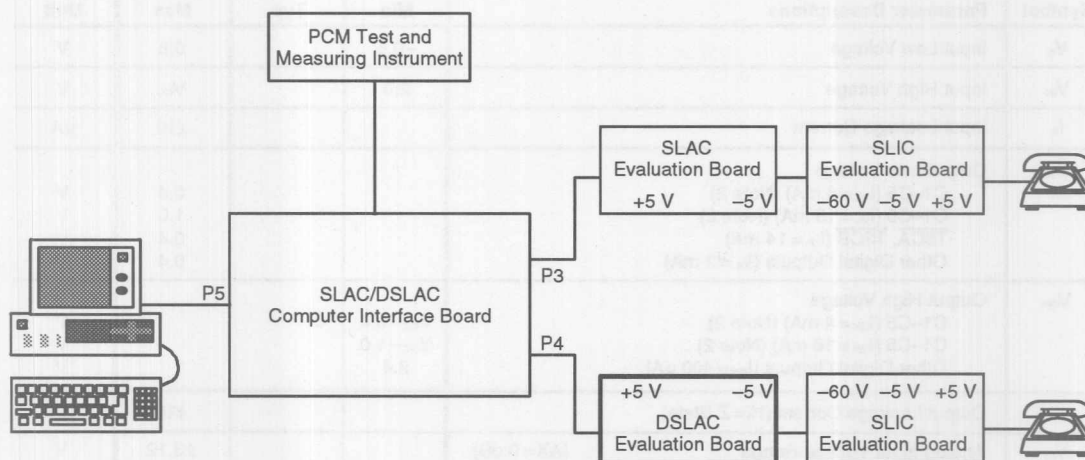 PCM Test and
Measuring Instrument
SLAC
Evaluation Board
+5 V –5 V
SLIC
Evaluation Board
–60 V –5 V +5 V
P3
P5
SLAC/DSLAC
Computer Interface Board
P4
+5 V –5 V
DSLAC
Evaluation Board
–60 V –5 V +5 V
SLIC
Evaluation Board